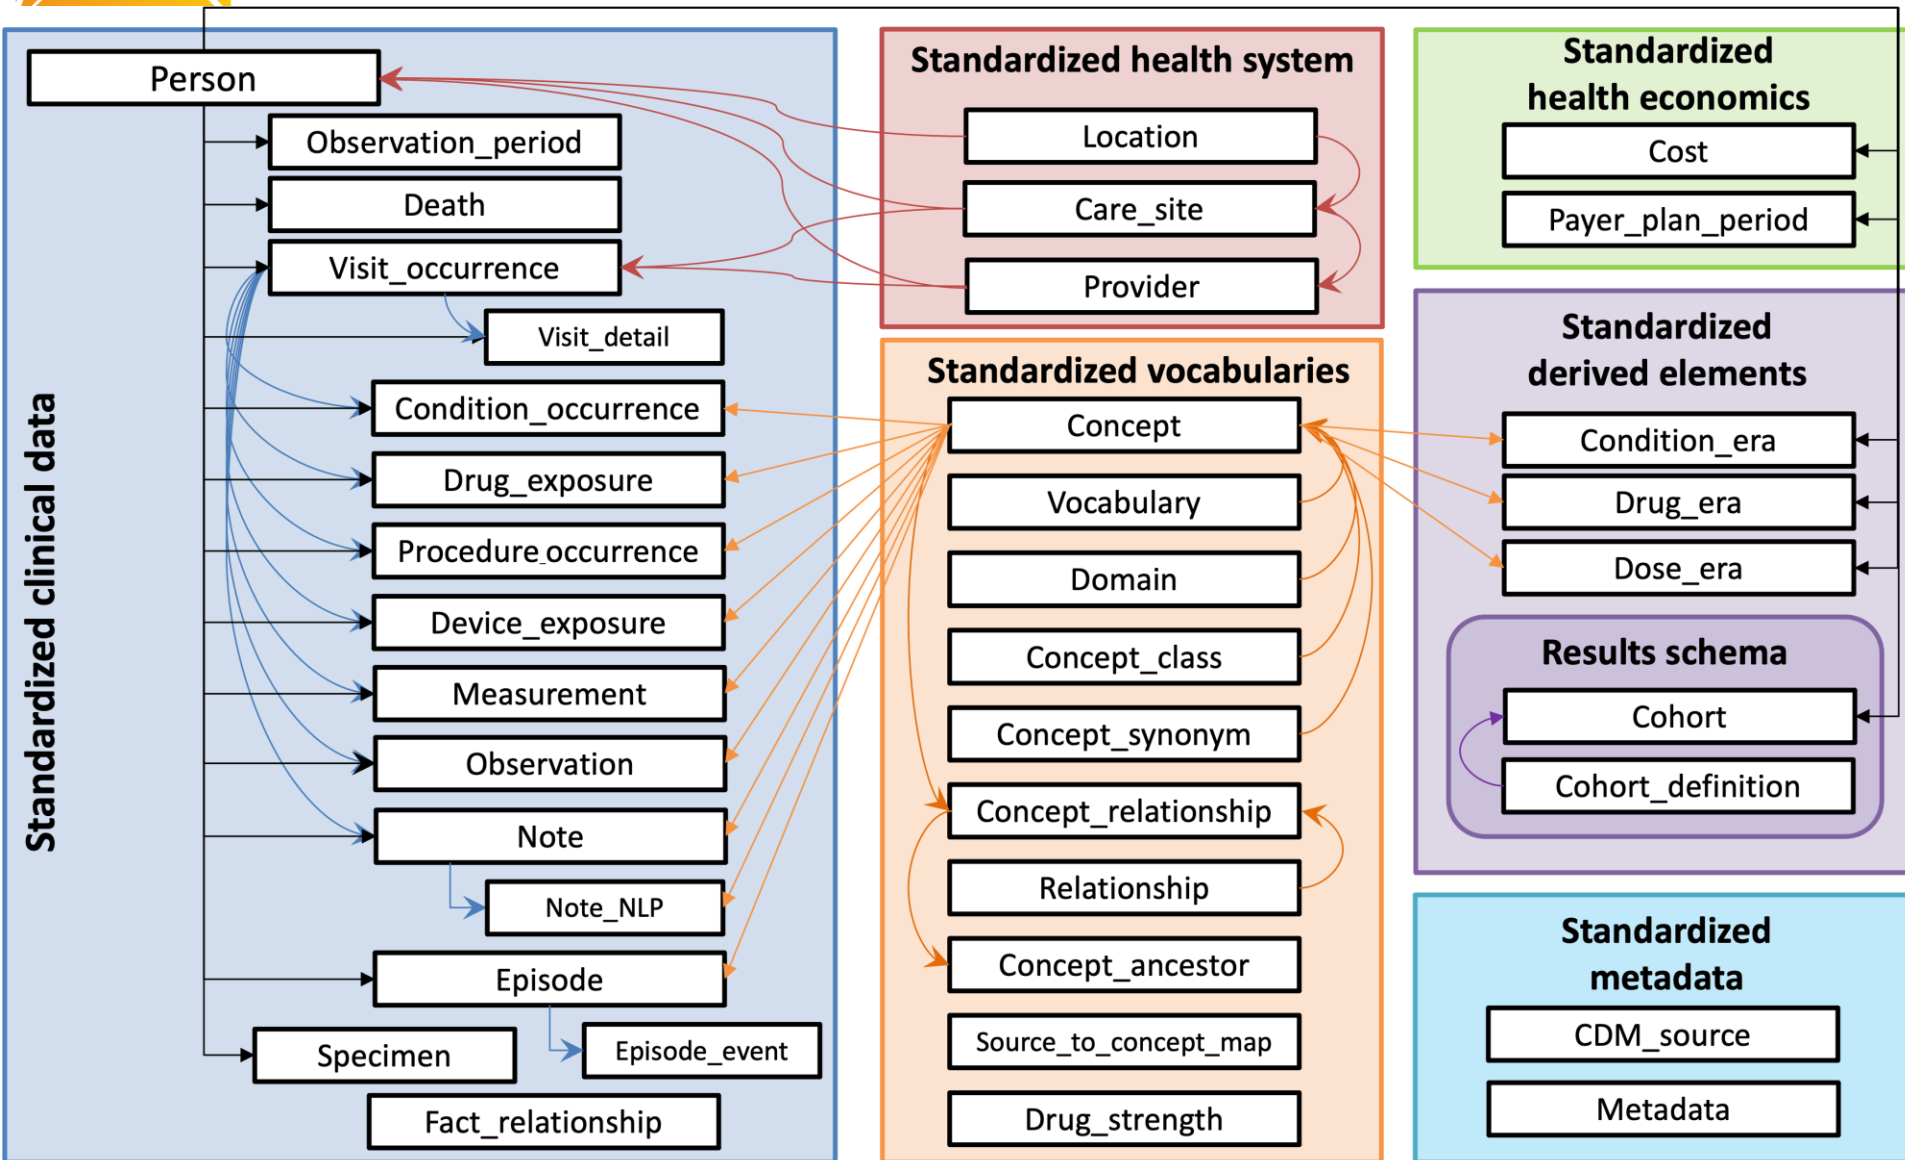 Standardized clinical data
Person
Observation_period
Death
Visit_occurrence
Visit_detail
Condition_occurrence
Drug_exposure
Procedure_occurrence
Device_exposure
Measurement
Observation
Note
Note_NLP
Episode
Episode_event
Specimen
Fact_relationship
Standardized health system
Location
Care_site
Provider
Standardized vocabularies
Concept
Vocabulary
Domain
Concept_class
Concept_synonym
Concept_relationship
Relationship
Concept_ancestor
Source_to_concept_map
Drug_strength
Standardized
health economics
Cost
Payer_plan_period
Standardized
derived elements
Condition_era
Drug_era
Dose_era
Results schema
Cohort
Cohort_definition
Standardized
metadata
CDM_source
Metadata